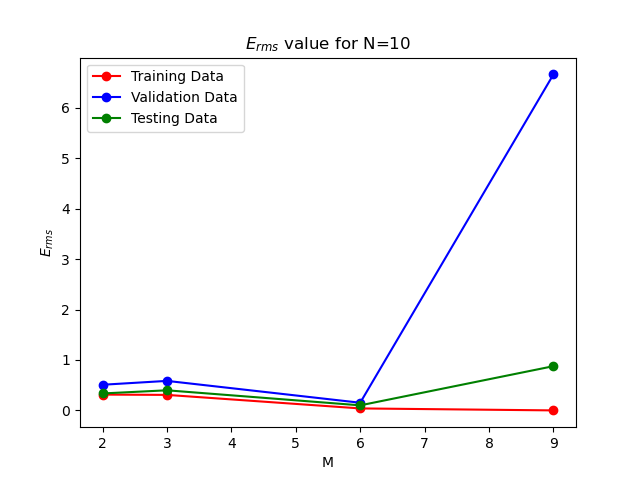 E_rms value for N=10
Training Data
Validation Data
Testing Data
E_rms
6
5
4
3
2
1
0
2 3 4 5 6 7 8 9
M